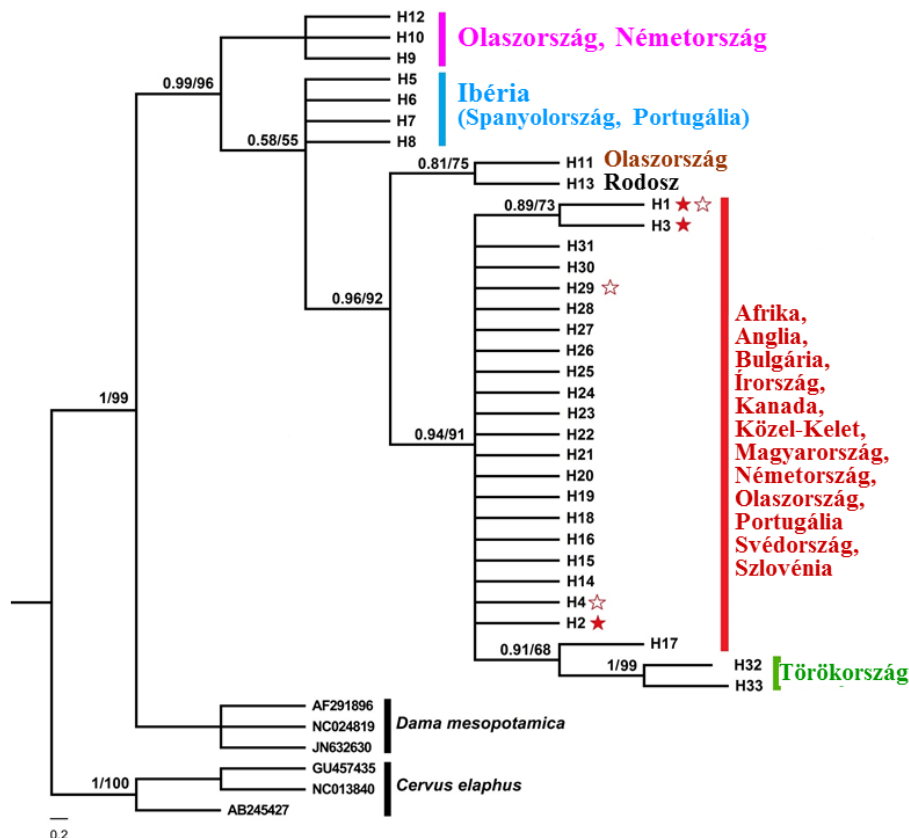 H12
H10
H9
Olaszország, Németország
0.99/96
H5
H6
H7
H8
Ibéria
(Spanyolország, Portugália)
0.58/55
0.81/75
H11 Olaszország
H13 Rodosz
0.89/73
H1
H3
H31
H30
H29
H28
H27
H26
H25
H24
H23
H22
H21
H20
H19
H18
H16
H15
H14
H4
H2
0.96/92
0.94/91
1/99
Afrika,
Anglia,
Bulgária,
Írország,
Kanada,
Közel-Kelet,
Magyarország,
Németország,
Olaszország,
Portugália
Svédország,
Szlovénia
0.91/68
H17
1/99
H32
H33
Törökország
AF291896
NC024819
JN632630
Dama mesopotamica
1/100
GU457435
NC013840
AB245427
Cervus elaphus
0.2